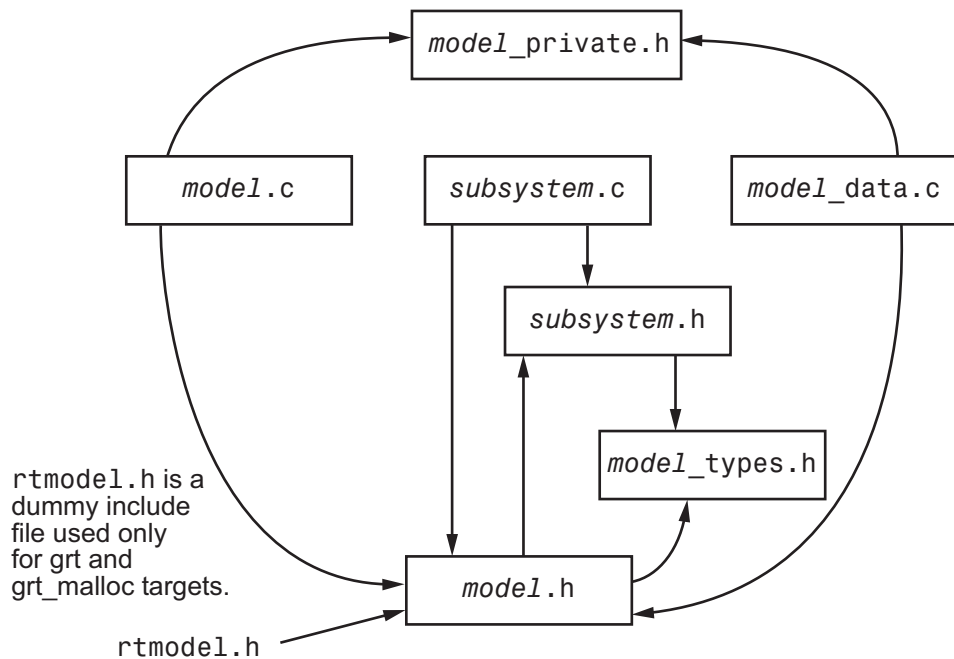 model_private.h
model.c
subsystem.c
model_data.c
subsystem.h
model_types.h
rtmodel.h is a
dummy include
file used only
for grt and
grt_malloc targets.
model.h
rtmodel.h